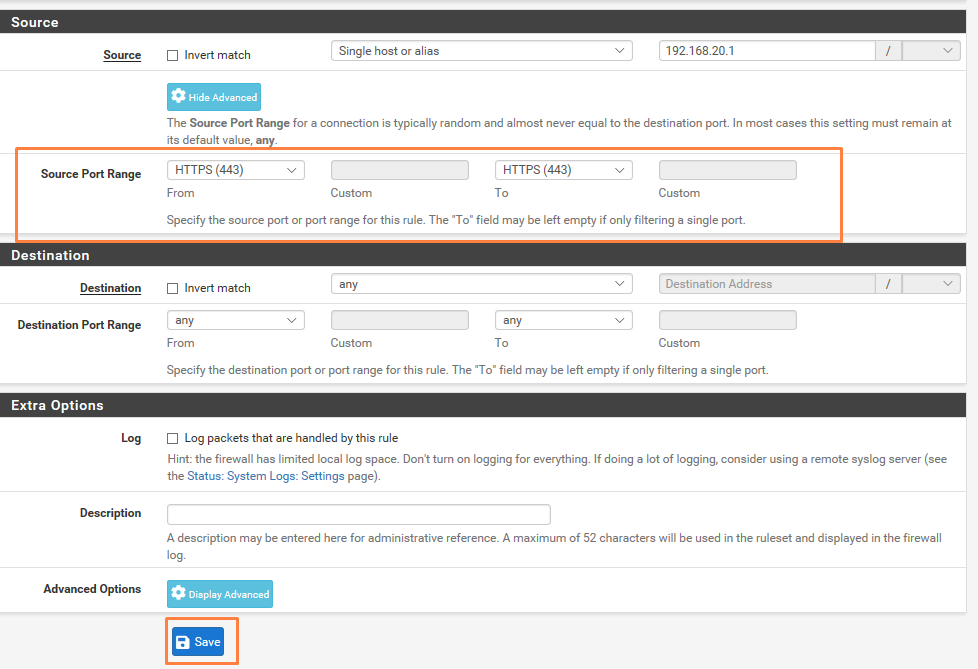 Source
Source Invert match Single host or alias 192.168.20.1 /
Hide Advanced
The Source Port Range for a connection is typically random and almost never equal to the destination port. In most cases this setting must remain at
its default value, any.
Source Port Range HTTPS (443) HTTPS (443)
From Custom To Custom
Specify the source port or port range for this rule. The "To" field may be left empty if only filtering a single port.
Destination
Destination Invert match any Destination Address /
Destination Port Range any any
From Custom To Custom
Specify the destination port or port range for this rule. The "To" field may be left empty if only filtering a single port.
Extra Options
Log Log packets that are handled by this rule
Hint: the firewall has limited local log space. Don't turn on logging for everything. If doing a lot of logging, consider using a remote syslog server (see
the Status: System Logs: Settings page).
Description
A description may be entered here for administrative reference. A maximum of 52 characters will be used in the ruleset and displayed in the firewall
log.
Advanced Options Display Advanced
Save